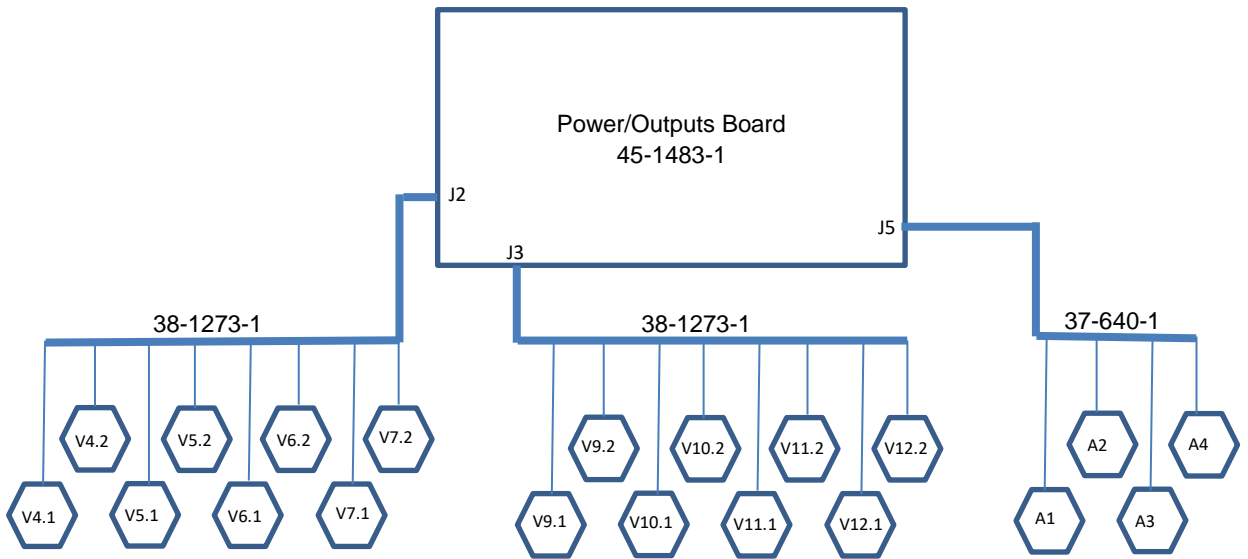 Power/Outputs Board
45-1483-1
J2
J5
J3
38-1273-1
38-1273-1
37-640-1
V4.2
V5.2
V6.2
V7.2
V9.2
V10.2
V11.2
V12.2
A2
A4
V4.1
V5.1
V6.1
V7.1
V9.1
V10.1
V11.1
V12.1
A1
A3